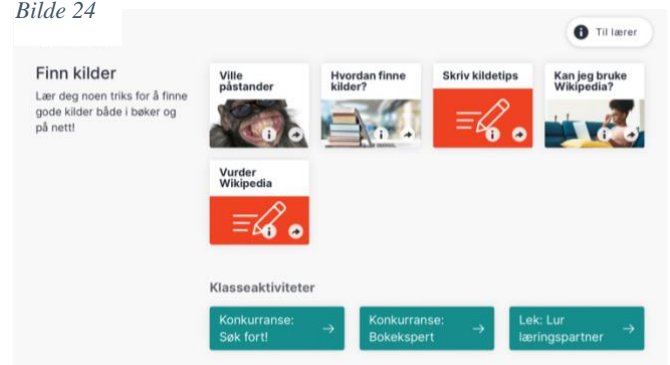 Bilde 24
Til lærer
Finn kilder
Lær deg noen triks for å finne
gode kilder både i bøker og
på nett!
Ville
påstander
Hvordan finne
kilder?
Skriv kildetips
Kan jeg bruke
Wikipedia?
Vurder
Wikipedia
Klasseaktiviteter
Konkurranse:
Søk fort!
Konkurranse:
Bokekspert
Lek: Lur
læringspartner